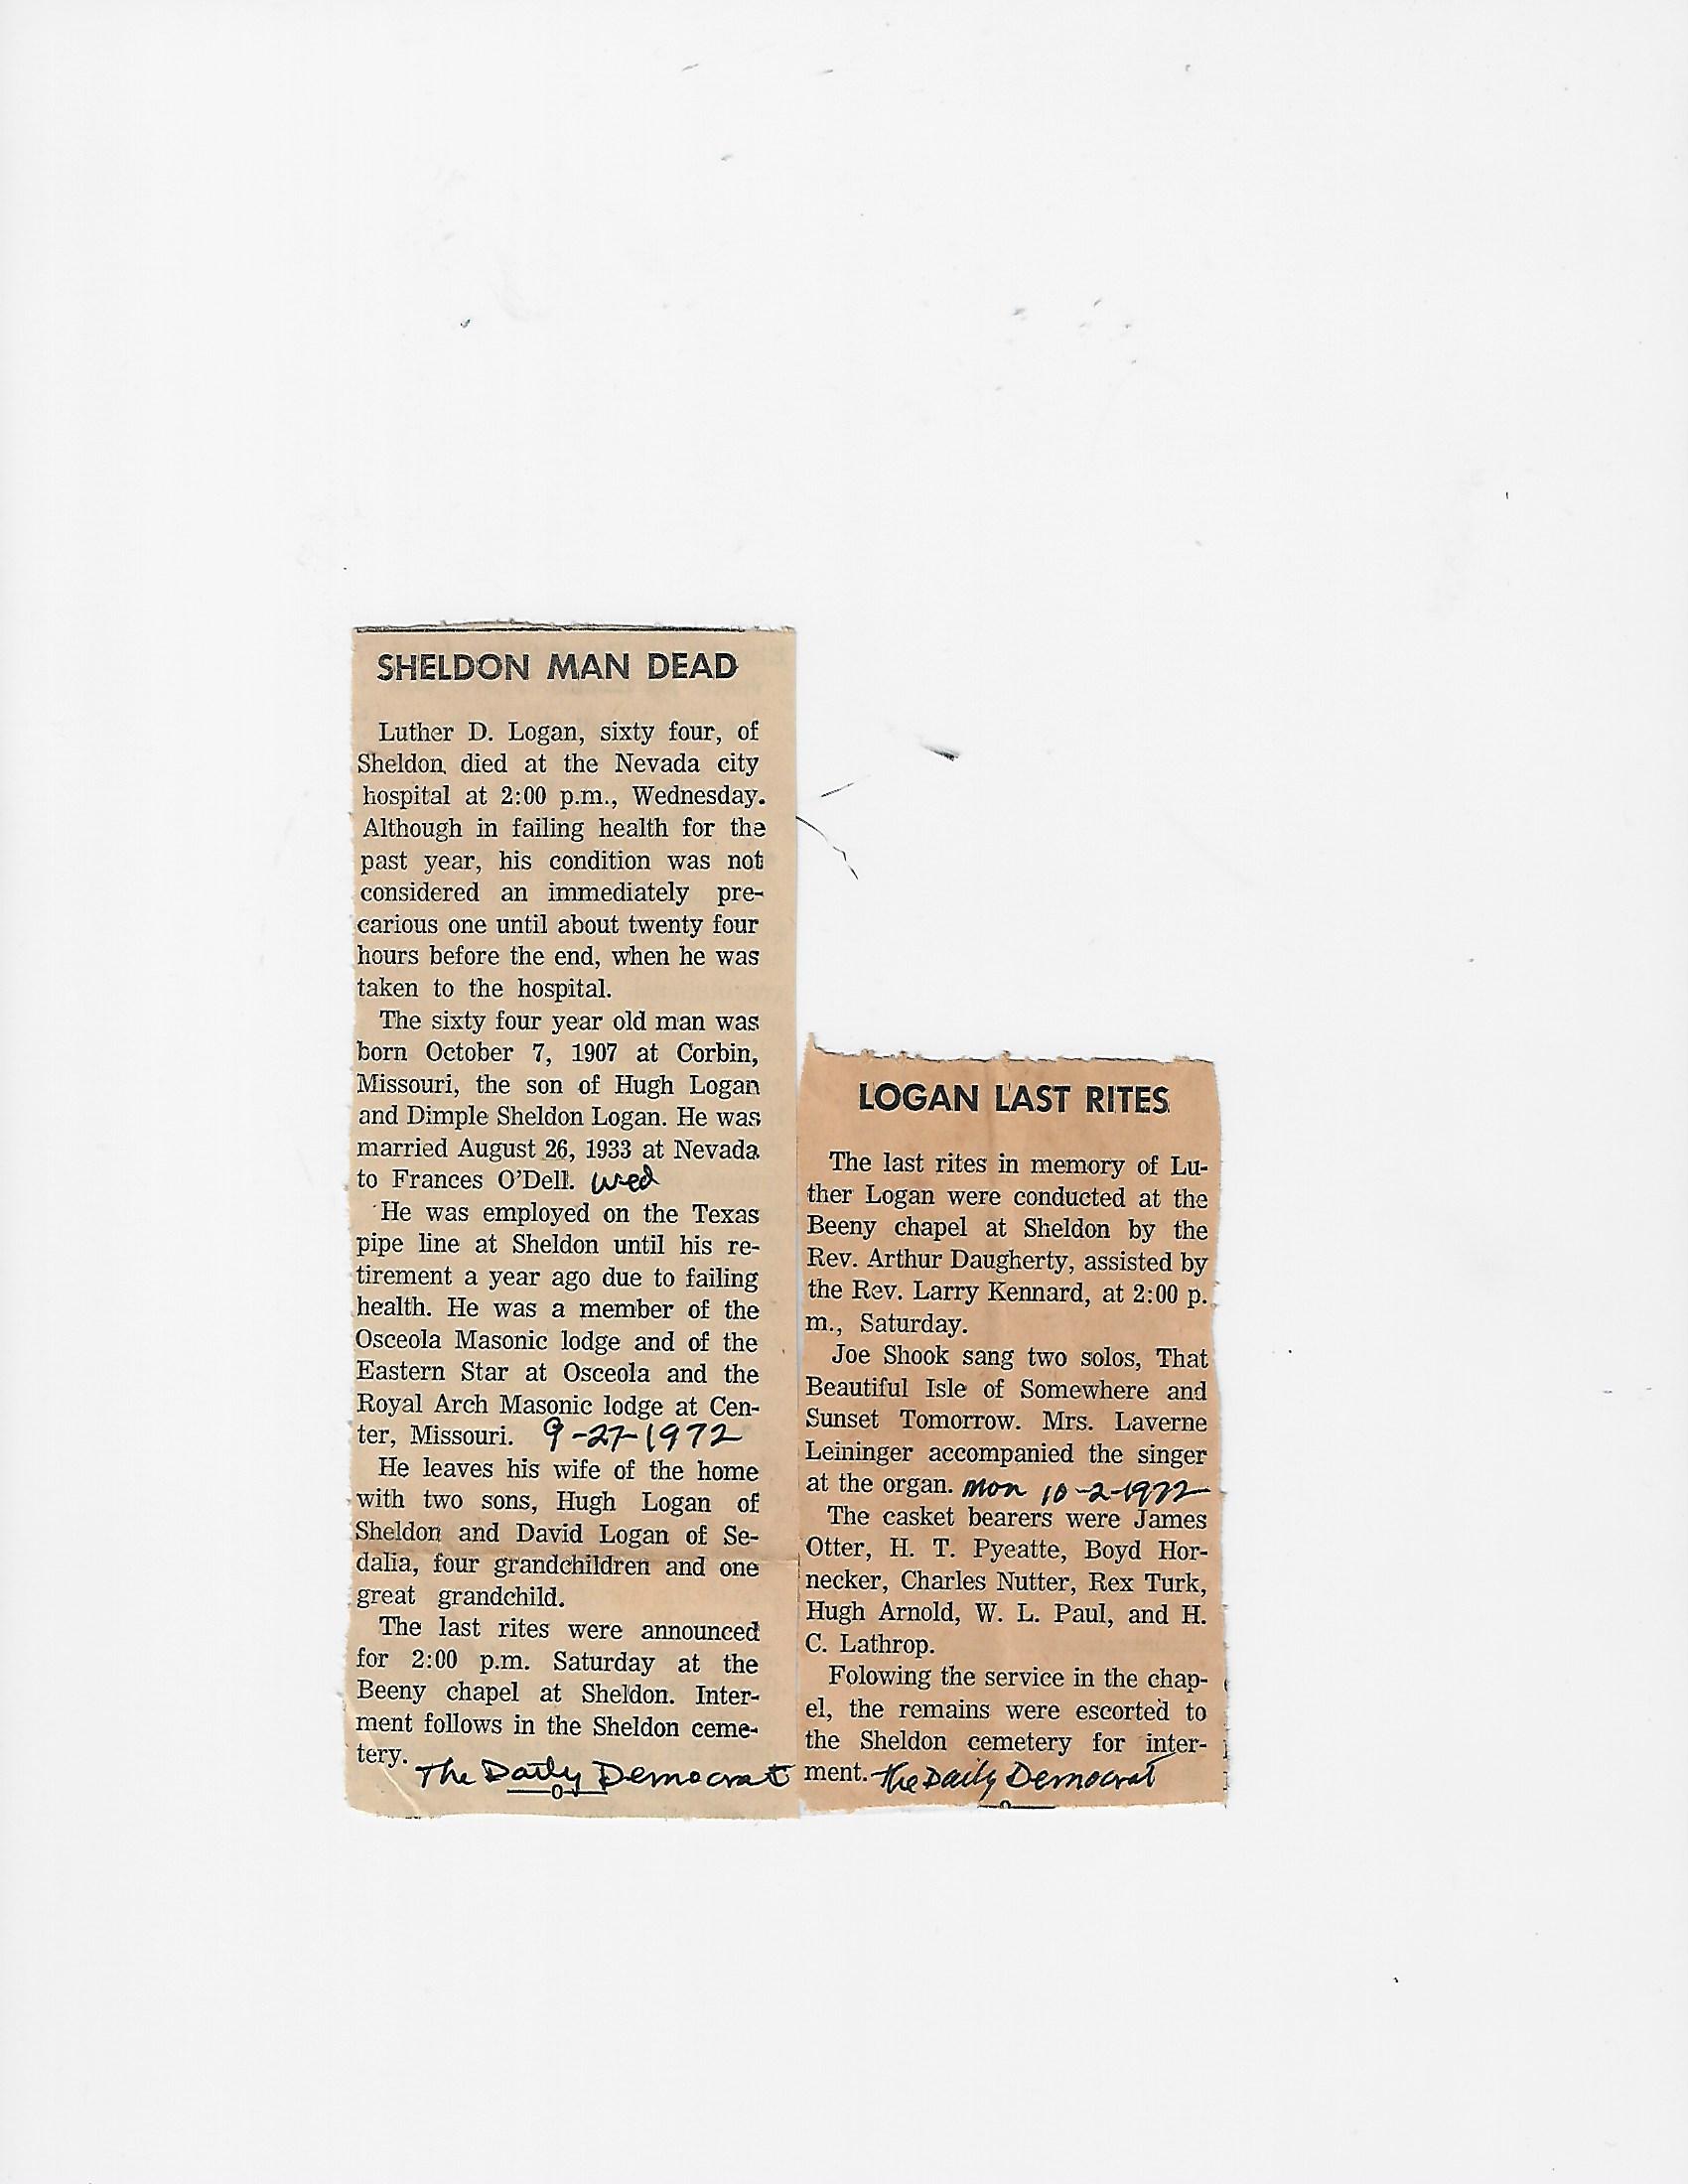 SHELDON MAN DEAD
Luther D. Logan, sixty four, of
Sheldon, died at the Nevada city
hospital at 2:00 p.m., Wednesday.
Although in failing health for the
past year, his condition was not
considered an immediately pre-
carious one until about twenty four
hours before the end, when he was
taken to the hospital.
The sixty four year old man was
born October 7, 1907 at Corbin,
Missouri, the son of Hugh Logan
and Dimple Sheldon Logan. He was
married August 26, 1933 at Nevada
to Frances O'Dell. wed
He was employed on the Texas
pipe line at Sheldon until his re-
tirement a year ago due to failing
health. He was a member of the
Osceola Masonic lodge and of the
Eastern Star at Osceola and the
Royal Arch Masonic lodge at Cen-
ter, Missouri. 9-27-1972
He leaves his wife of the home
with two sons, Hugh Logan of
Sheldon and David Logan of Se-
dalia, four grandchildren and one
great grandchild.
The last rites were announced
for 2:00 p.m. Saturday at the
Beeny chapel at Sheldon. Inter-
ment follows in the Sheldon ceme-
tery. The Daily Democrat
LOGAN LAST RITES
The last rites in memory of Lu-
ther Logan were conducted at the
Beeny chapel at Sheldon by the
Rev. Arthur Daugherty, assisted by
the Rev. Larry Kennard, at 2:00 p.
m., Saturday.
Joe Shook sang two solos, That
Beautiful Isle of Somewhere and
Sunset Tomorrow. Mrs. Laverne
Leininger accompanied the singer
at the organ. mon 10-2-1972
The casket bearers were James
Otter, H. T. Pyeatte, Boyd Hor-
necker, Charles Nutter, Rex Turk,
Hugh Arnold, W. L. Paul, and H.
C. Lathrop.
Folowing the service in the chap-
el, the remains were escorted to
the Sheldon cemetery for inter-
ment. The Daily Democrat